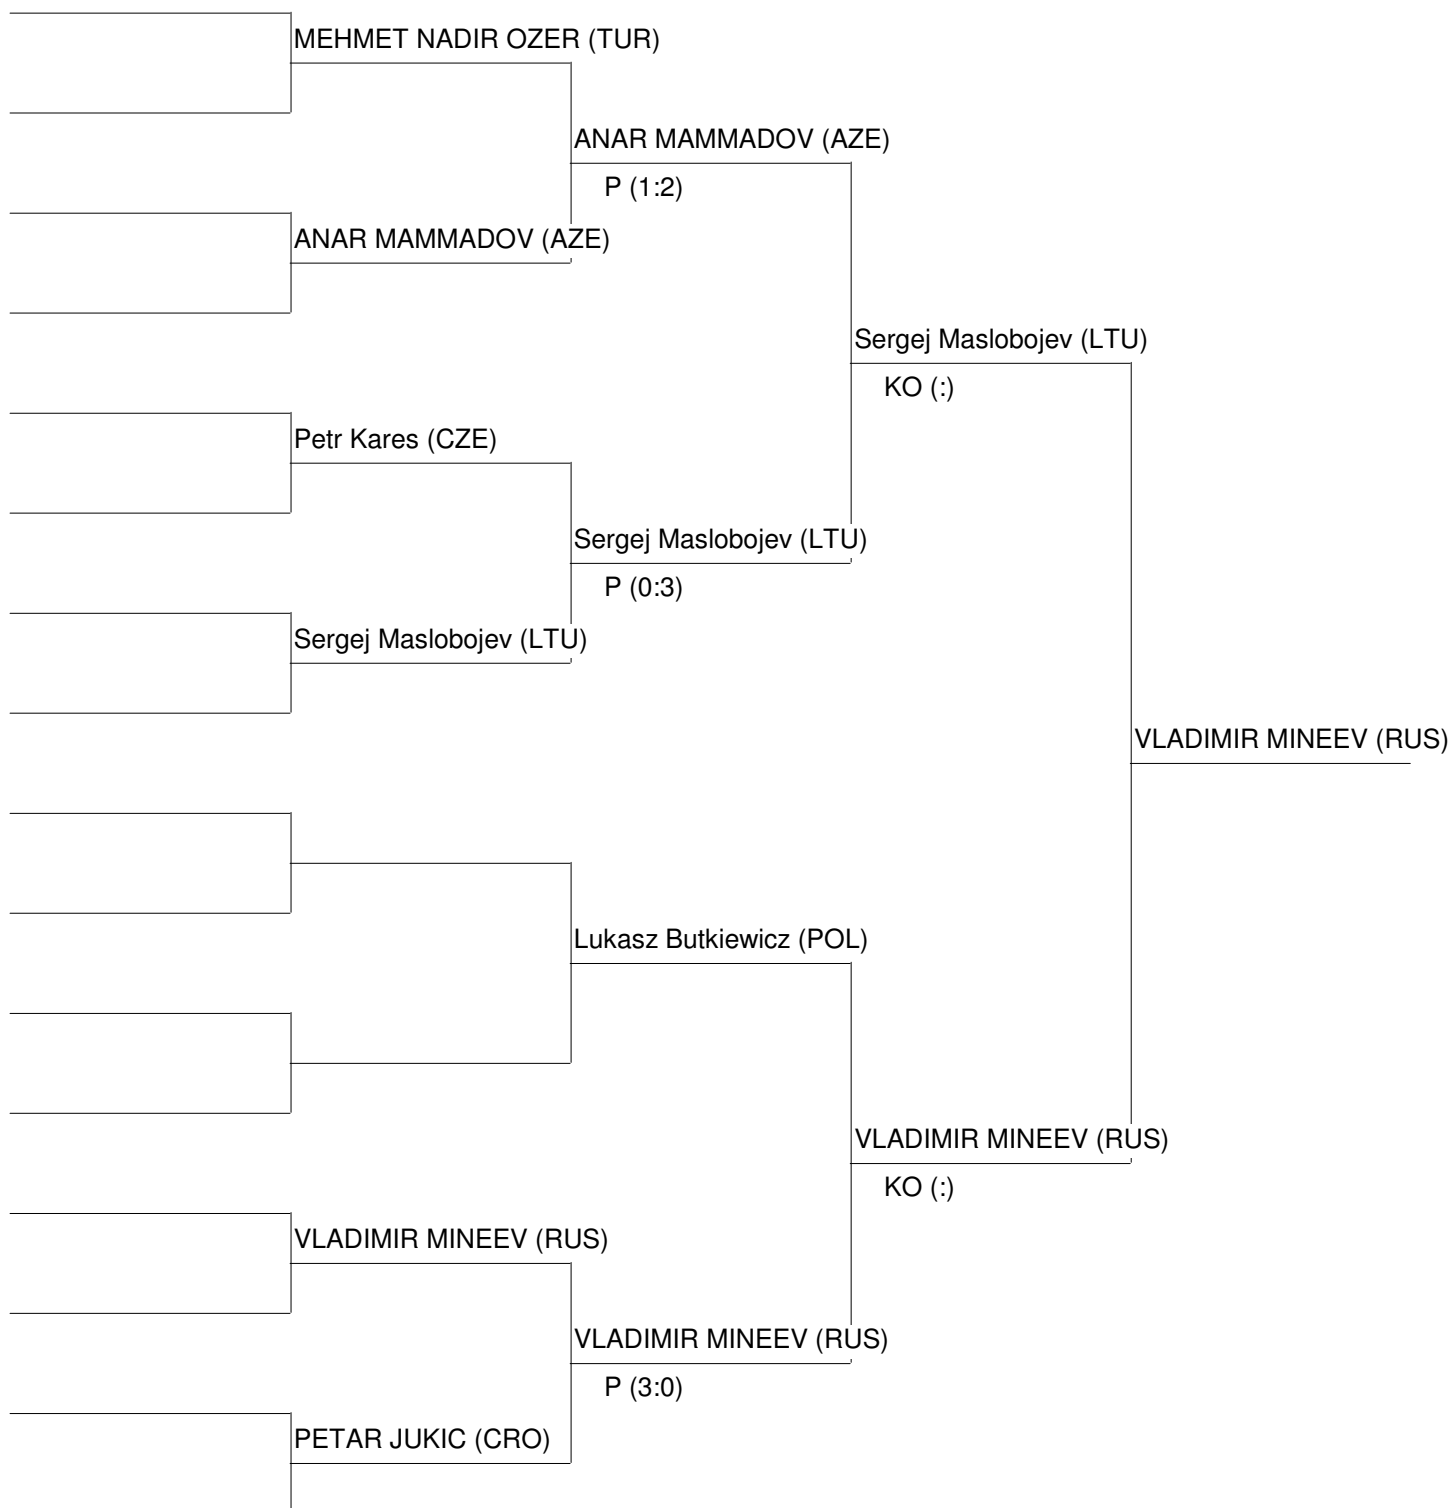 MEHMET NADIR OZER (TUR)
ANAR MAMMADOV (AZE)
P (1:2)
ANAR MAMMADOV (AZE)
Sergej Maslobojev (LTU)
KO (:)
Petr Kares (CZE)
Sergej Maslobojev (LTU)
P (0:3)
Sergej Maslobojev (LTU)
VLADIMIR MINEEV (RUS)
Lukasz Butkiewicz (POL)
VLADIMIR MINEEV (RUS)
KO (:)
VLADIMIR MINEEV (RUS)
VLADIMIR MINEEV (RUS)
P (3:0)
PETAR JUKIC (CRO)